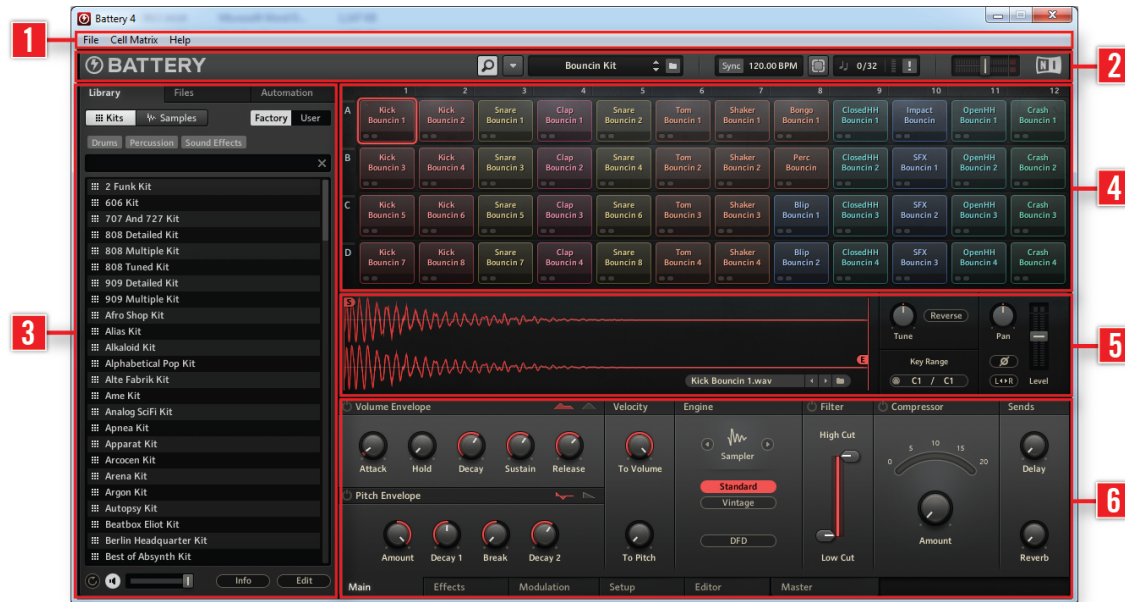 Battery 4
File Cell Matrix Help
1
BATTERY
Bouncin Kit
Sync 120.00 BPM
0/32
!
NI
2
Library Files Automation
Kits Samples Factory User
Drums Percussion Sound Effects
2 Funk Kit
606 Kit
707 And 727 Kit
808 Detailed Kit
808 Multiple Kit
808 Tuned Kit
909 Detailed Kit
909 Multiple Kit
Afro Shop Kit
Alias Kit
Alkaloid Kit
Alphabetical Pop Kit
Alte Fabrik Kit
Ame Kit
Analog SciFi Kit
Apnea Kit
Apparat Kit
Arcocen Kit
Arena Kit
Argon Kit
Autopsy Kit
Beatbox Eliot Kit
Berlin Headquarter Kit
Best of Absynth Kit
Info Edit
3
1 2 3 4 5 6 7 8 9 10 11 12
A Kick Bouncin 1 Kick Bouncin 2 Snare Bouncin 1 Clap Bouncin 1 Snare Bouncin 2 Tom Bouncin 1 Shaker Bouncin 1 Bongo Bouncin 1 ClosedHH Bouncin 1 Impact Bouncin OpenHH Bouncin 1 Crash Bouncin 1
B Kick Bouncin 3 Kick Bouncin 4 Snare Bouncin 3 Clap Bouncin 2 Snare Bouncin 4 Tom Bouncin 2 Shaker Bouncin 2 Perc Bouncin ClosedHH Bouncin 2 SFX Bouncin 1 OpenHH Bouncin 2 Crash Bouncin 2
C Kick Bouncin 5 Kick Bouncin 6 Snare Bouncin 5 Clap Bouncin 3 Snare Bouncin 6 Tom Bouncin 3 Shaker Bouncin 3 Blip Bouncin 1 ClosedHH Bouncin 3 SFX Bouncin 2 OpenHH Bouncin 3 Crash Bouncin 3
D Kick Bouncin 7 Kick Bouncin 8 Snare Bouncin 7 Clap Bouncin 4 Snare Bouncin 8 Tom Bouncin 4 Shaker Bouncin 4 Blip Bouncin 2 ClosedHH Bouncin 4 SFX Bouncin 3 OpenHH Bouncin 4 Crash Bouncin 4
4
S
E
Kick Bouncin 1.wav
Reverse
Tune Pan
Key Range
C1 / C1
L R Level
5
Volume Envelope Velocity Engine Filter Compressor Sends
Attack Hold Decay Sustain Release
To Volume
Sampler
Standard
Vintage
DFD
High Cut
Low Cut
0 5 10 15 20
Amount
Delay
Reverb
Pitch Envelope
Amount Decay 1 Break Decay 2
To Pitch
Main Effects Modulation Setup Editor Master
6